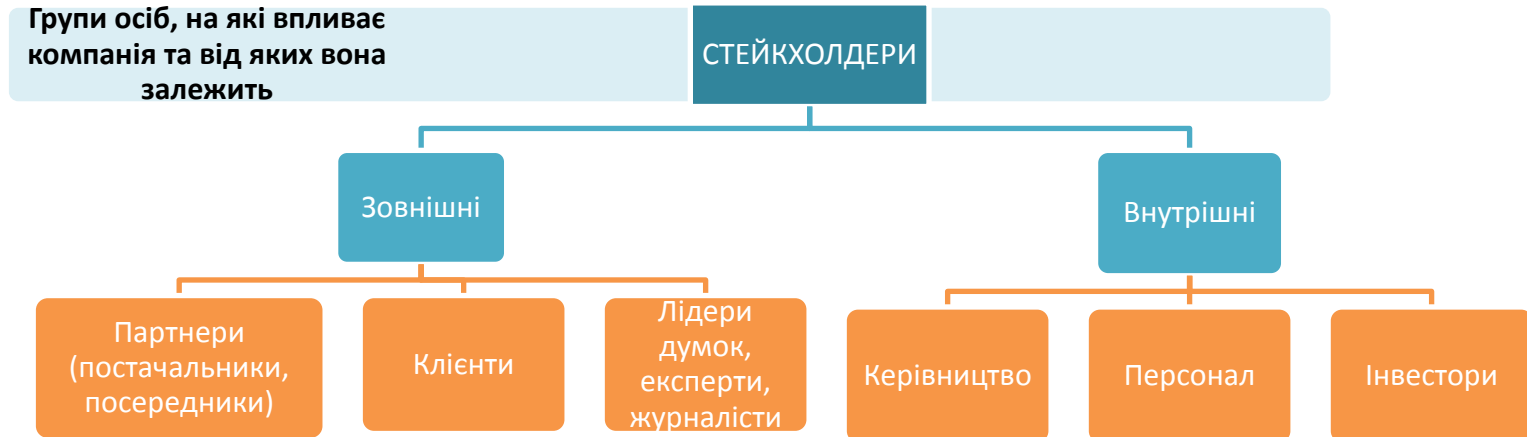 Групи осіб, на які впливає
компанія та від яких вона
залежить
СТЕЙКХОЛДЕРИ
Зовнішні
Внутрішні
Партнери
(постачальники,
посередники)
Клієнти
Лідери
думок,
експерти,
журналісти
Керівництво
Персонал
Інвестори